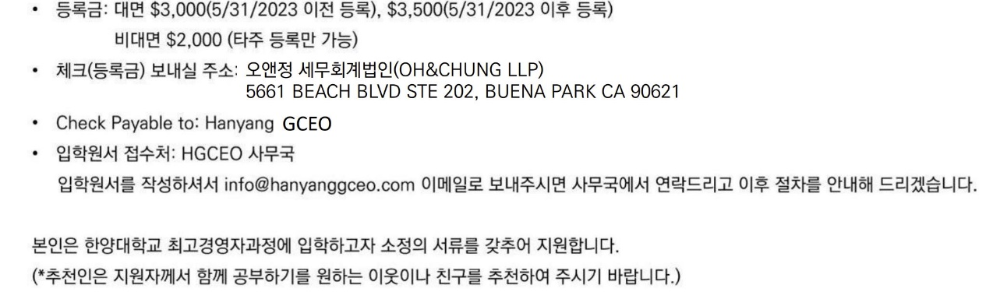 • 등록금: 대면 $3,000(5/31/2023 이전 등록), $3,500(5/31/2023 이후 등록)
비대면 $2,000 (타주 등록만 가능)
• 체크(등록금) 보내실 주소: 오앤정 세무회계법인(OH&CHUNG LLP)
5661 BEACH BLVD STE 202, BUENA PARK CA 90621
• Check Payable to: Hanyang GCEO
• 입학원서 접수처: HGCEO 사무국
입학원서를 작성하셔서 info@hanyanggceo.com 이메일로 보내주시면 사무국에서 연락드리고 이후 절차를 안내해 드리겠습니다.
본인은 한양대학교 최고경영자과정에 입학하고자 소정의 서류를 갖추어 지원합니다.
(*추천인은 지원자께서 함께 공부하기를 원하는 이웃이나 친구를 추천하여 주시기 바랍니다.)